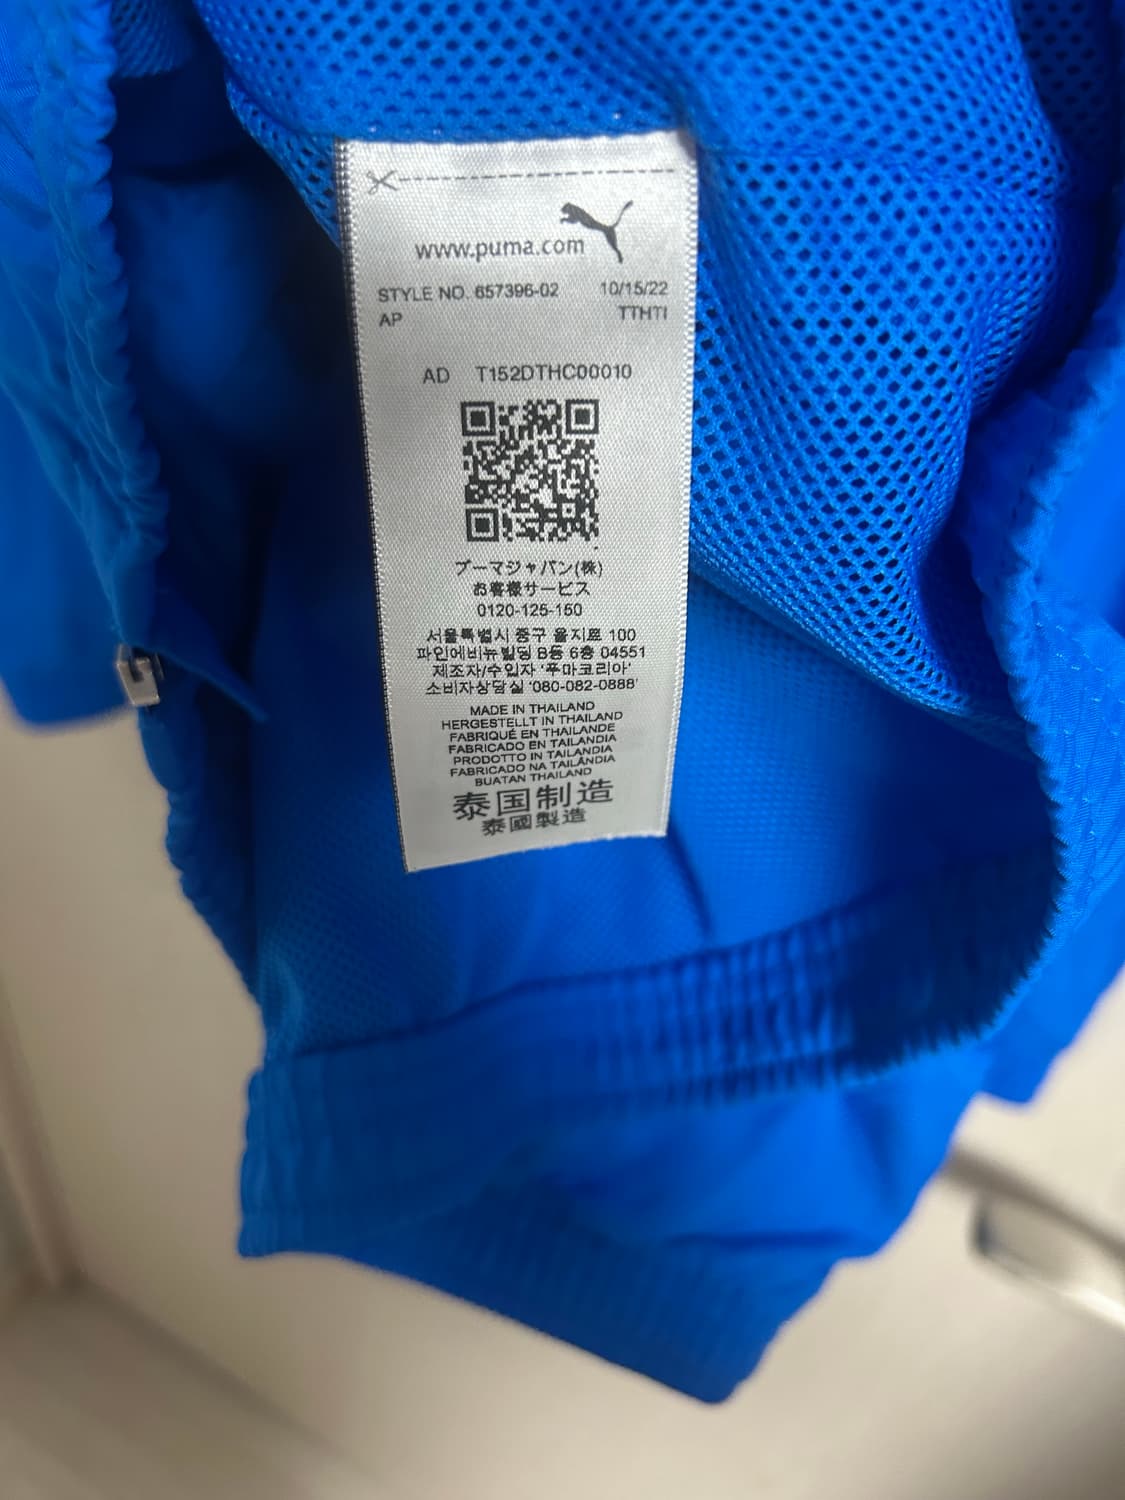 www.puma.com
STYLE NO. 657396-02 10/15/22
AP TTHTI
AD T152DTHC00010
プーマジャパン(株)
お客様サービス
0120-125-150
서울특별시 중구 을지로 100
파인에비뉴빌딩 B동 6층 04551
제조자/수입자 '푸마코리아'
소비자상담실 '080-082-0888'
MADE IN THAILAND
HERGESTELLT IN THAILAND
FABRIQUÉ EN THAILANDE
FABRICADO EN TAILANDIA
PRODOTTO IN TAILANDIA
FABRICADO NA TAILÂNDIA
BUATAN THAILAND
泰国制造
泰國製造